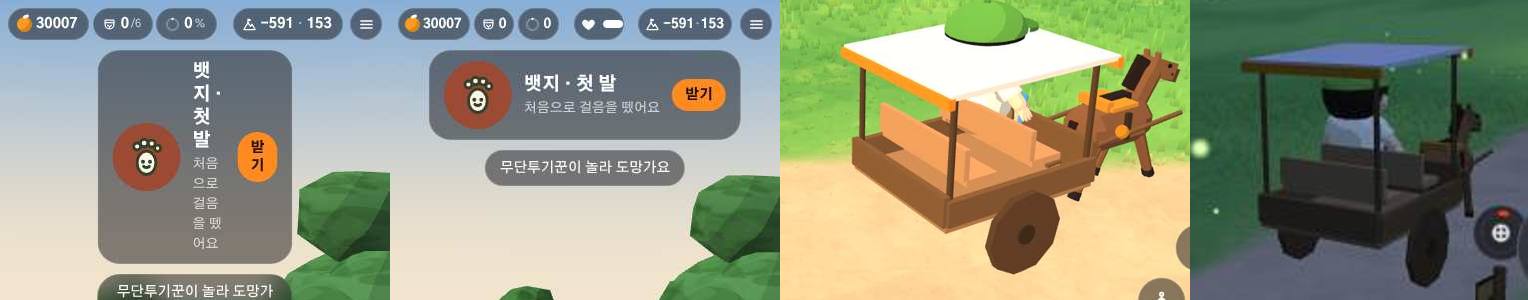 30007 0/6 0% -591 · 153
뱃
지 ·
첫
발
처음
으로
걸음
을 뗐
어요
받
기
무단투기꾼이 놀라 도망가
30007 0 0 -591·153
뱃지 · 첫 발
처음으로 걸음을 뗐어요
받기
무단투기꾼이 놀라 도망가요